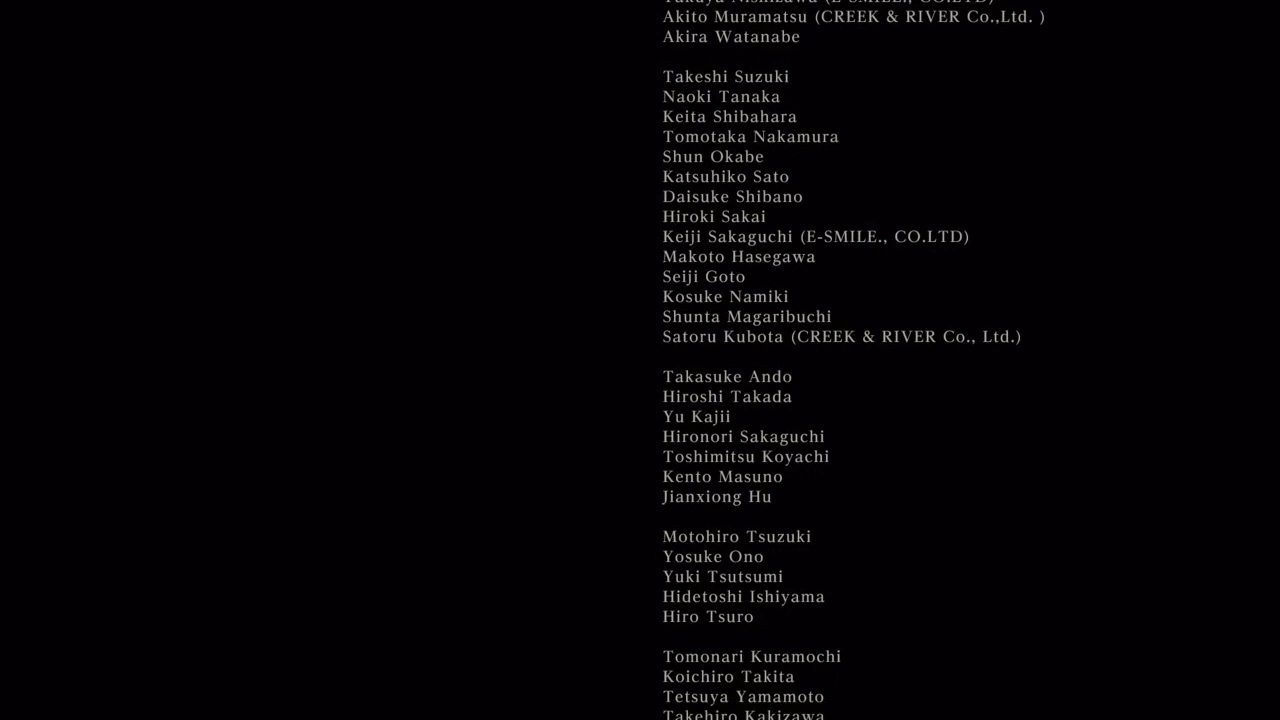 Akito Muramatsu (CREEK & RIVER Co.,Ltd. )
Akira Watanabe
Takeshi Suzuki
Naoki Tanaka
Keita Shibahara
Tomotaka Nakamura
Shun Okabe
Katsuhiko Sato
Daisuke Shibano
Hiroki Sakai
Keiji Sakaguchi (E-SMILE., CO.LTD)
Makoto Hasegawa
Seiji Goto
Kosuke Namiki
Shunta Magaribuchi
Satoru Kubota (CREEK & RIVER Co., Ltd.)
Takasuke Ando
Hiroshi Takada
Yu Kajii
Hironori Sakaguchi
Toshimitsu Koyachi
Kento Masuno
Jianxiong Hu
Motohiro Tsuzuki
Yosuke Ono
Yuki Tsutsumi
Hidetoshi Ishiyama
Hiro Tsuro
Tomonari Kuramochi
Koichiro Takita
Tetsuya Yamamoto
Takehiro Kakizawa